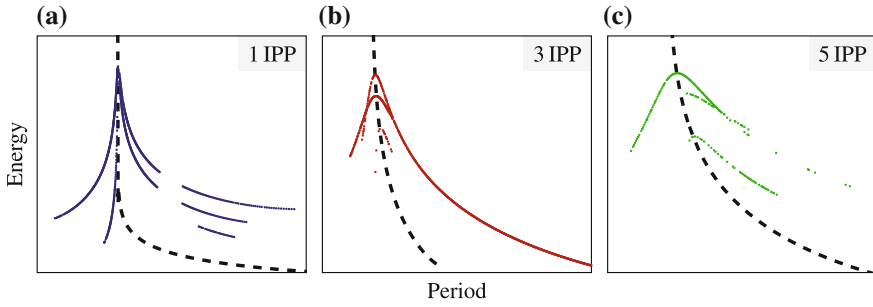 (a)
1 IPP
(b)
3 IPP
(c)
5 IPP
Energy
Period